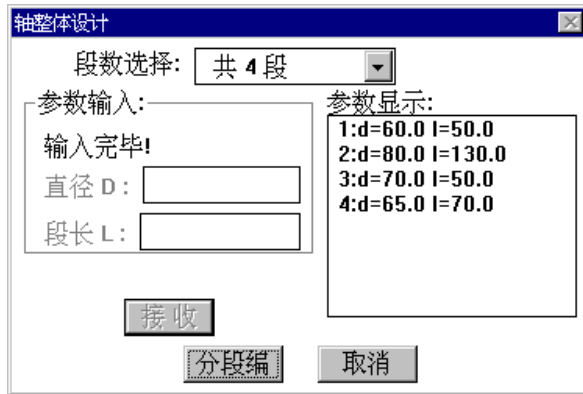 轴整体设计
段数选择: 共 4 段
参数输入:
输入完毕!
直径 D :
段长 L :
参数显示:
1:d=60.0 l=50.0
2:d=80.0 l=130.0
3:d=70.0 l=50.0
4:d=65.0 l=70.0
接 收
分段编
取消